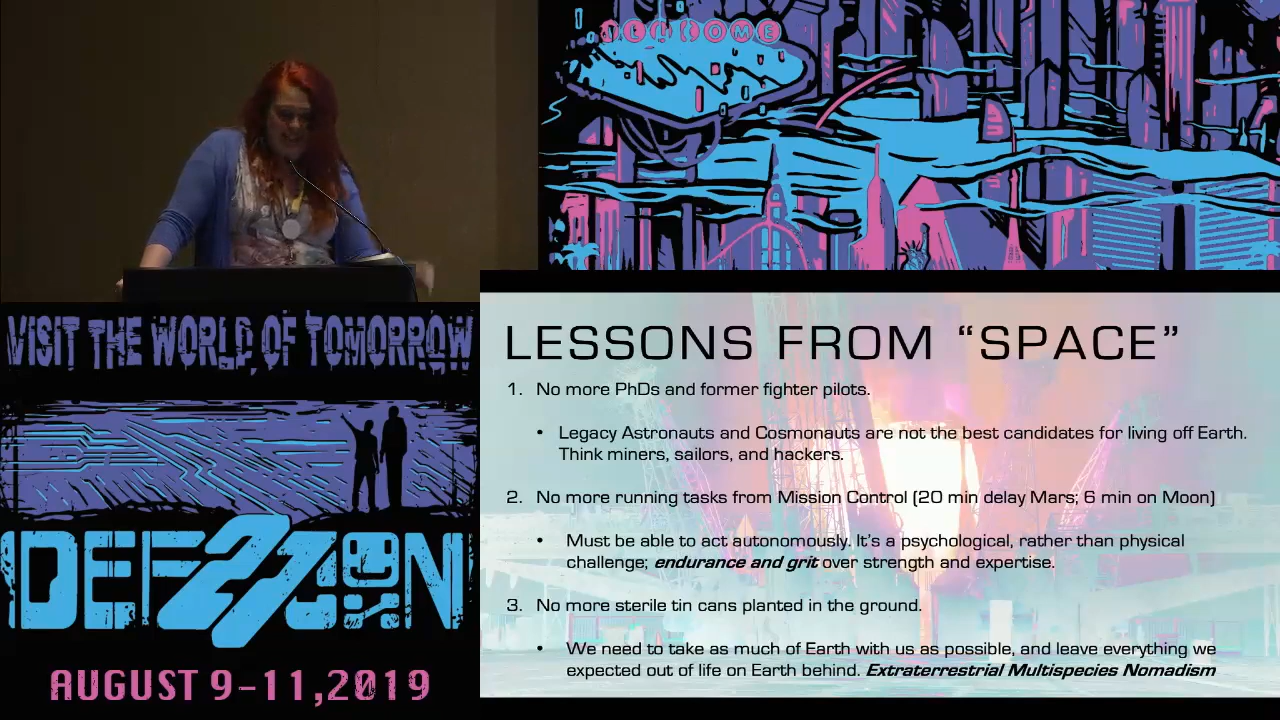 WELCOME
VISIT THE WORLD OF TOMORROW
DEF27CON
AUGUST 9-11,2019
LESSONS FROM “SPACE”
1. No more PhDs and former fighter pilots.
• Legacy Astronauts and Cosmonauts are not the best candidates for living off Earth.
Think miners, sailors, and hackers.
2. No more running tasks from Mission Control (20 min delay Mars; 6 min on Moon)
• Must be able to act autonomously. It’s a psychological, rather than physical
challenge; endurance and grit over strength and expertise.
3. No more sterile tin cans planted in the ground.
• We need to take as much of Earth with us as possible, and leave everything we
expected out of life on Earth behind. Extraterrestrial Multispecies Nomadism